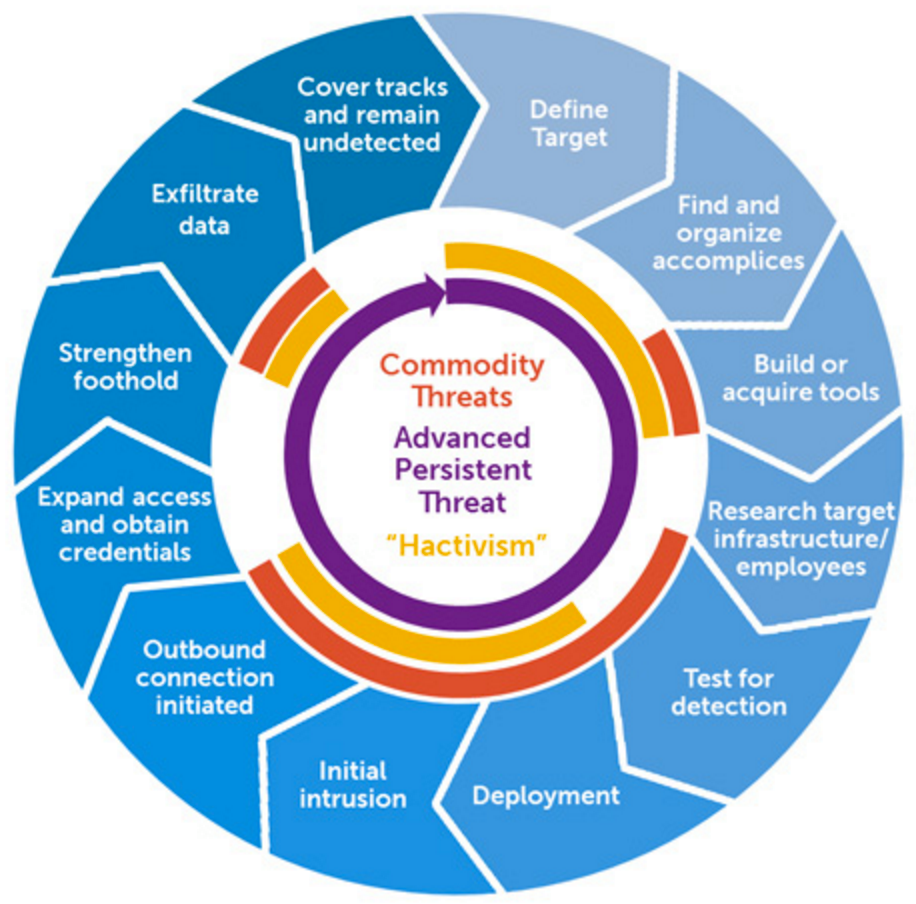 Define
Target
Find and
organize
accomplices
Build or
acquire tools
Research target
infrastructure/
employees
Test for
detection
Deployment
Initial
intrusion
Outbound
connection
initiated
Expand access
and obtain
credentials
Strengthen
foothold
Exfiltrate
data
Cover tracks
and remain
undetected
Commodity
Threats
Advanced
Persistent
Threat
“Hactivism”